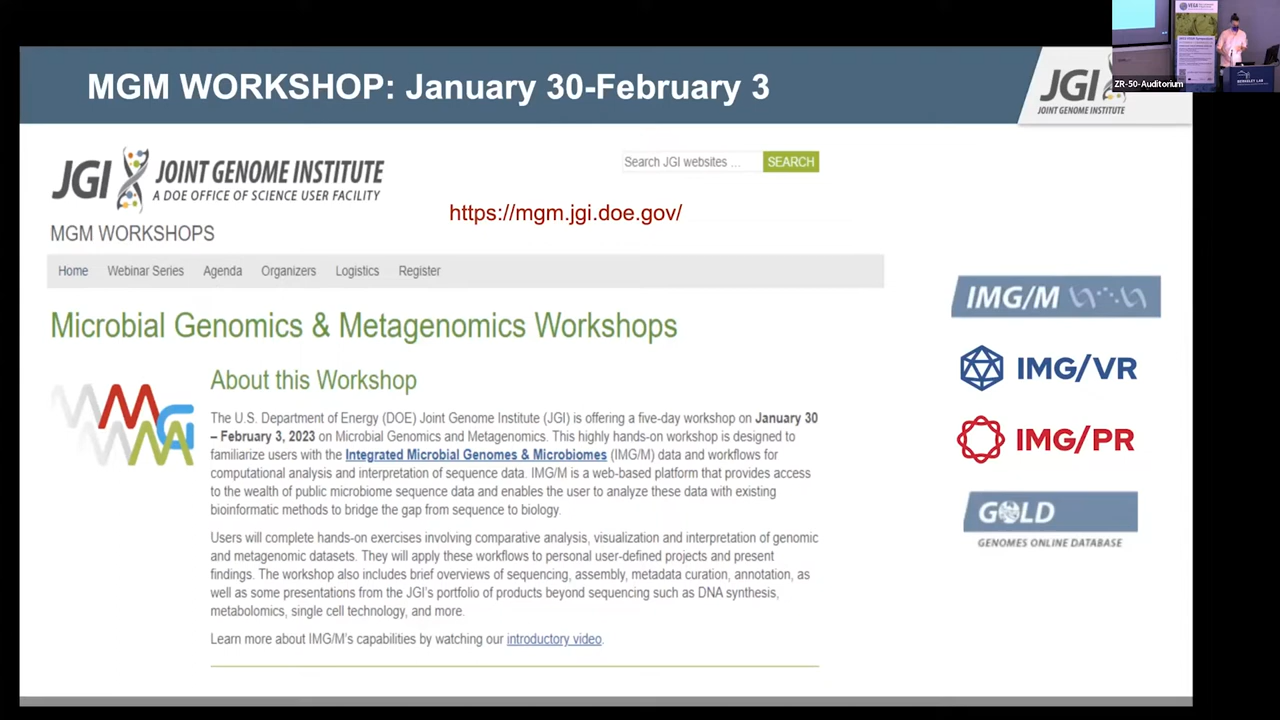 MGM WORKSHOP: January 30-February 3
JGI
JOINT GENOME INSTITUTE
ZR-50-Auditorium
BERKELEY LAB
JGI JOINT GENOME INSTITUTE
A DOE OFFICE OF SCIENCE USER FACILITY
Search JGI websites ...
SEARCH
https://mgm.jgi.doe.gov/
MGM WORKSHOPS
Home Webinar Series Agenda Organizers Logistics Register
Microbial Genomics & Metagenomics Workshops
About this Workshop
The U.S. Department of Energy (DOE) Joint Genome Institute (JGI) is offering a five-day workshop on January 30
– February 3, 2023 on Microbial Genomics and Metagenomics. This highly hands-on workshop is designed to
familiarize users with the Integrated Microbial Genomes & Microbiomes (IMG/M) data and workflows for
computational analysis and interpretation of sequence data. IMG/M is a web-based platform that provides access
to the wealth of public microbiome sequence data and enables the user to analyze these data with existing
bioinformatic methods to bridge the gap from sequence to biology.
Users will complete hands-on exercises involving comparative analysis, visualization and interpretation of genomic
and metagenomic datasets. They will apply these workflows to personal user-defined projects and present
findings. The workshop also includes brief overviews of sequencing, assembly, metadata curation, annotation, as
well as some presentations from the JGI's portfolio of products beyond sequencing such as DNA synthesis,
metabolomics, single cell technology, and more.
Learn more about IMG/M's capabilities by watching our introductory video.
IMG/M
IMG/VR
IMG/PR
GOLD
GENOMES ONLINE DATABASE